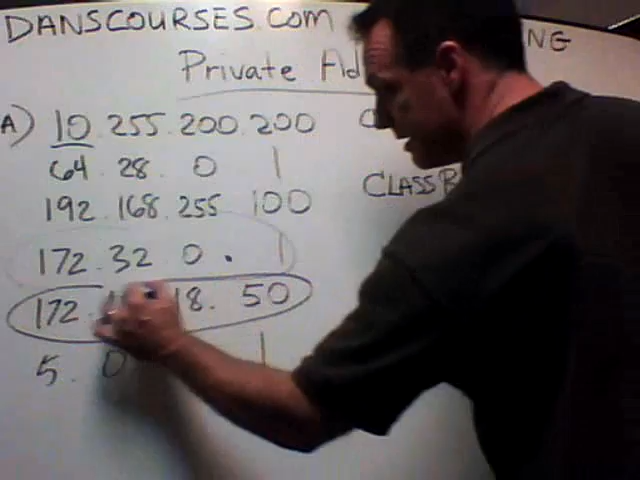 DANSCOURSES.COM NG
Private Ad
A) 10.255.200.200
64 28 0 1
CLASS B
192.168.255 100
172.32 0 . 1
172. 18. 50
5. 0 1